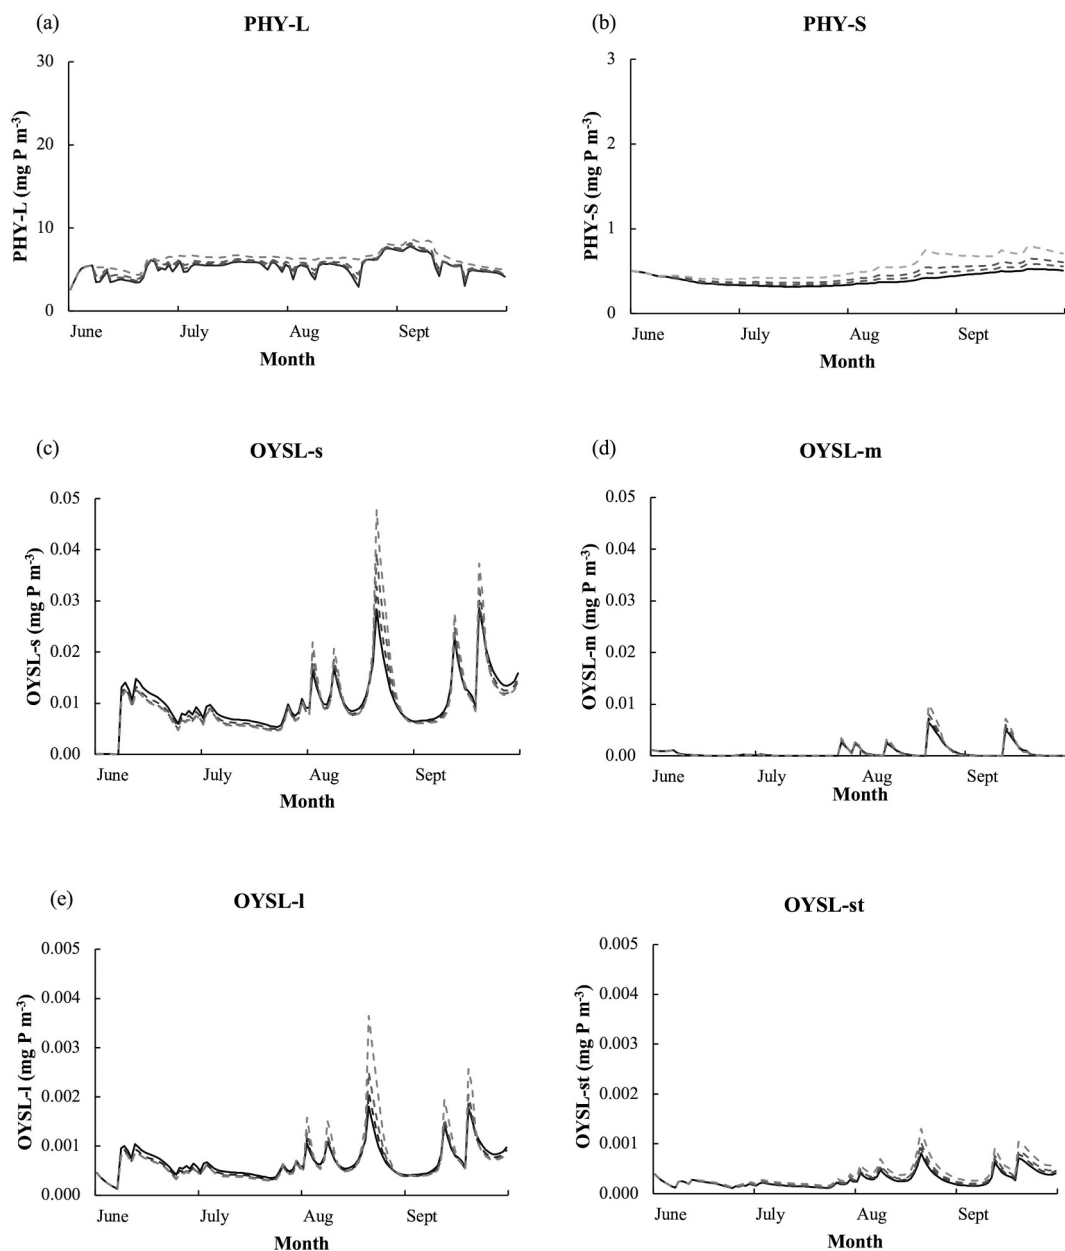 (a)
PHY-L
30
20
10
0
PHY-L (mg P m-3)
June July Aug Sept
Month
(b)
PHY-S
3
2
1
0
PHY-S (mg P m-3)
June July Aug Sept
Month
(c)
OYSL-s
0.05
0.04
0.03
0.02
0.01
0.00
OYSL-s (mg P m-3)
June July Aug Sept
Month
(d)
OYSL-m
0.05
0.04
0.03
0.02
0.01
0.00
OYSL-m (mg P m-3)
June July Aug Sept
Month
(e)
OYSL-l
0.005
0.004
0.003
0.002
0.001
0.000
OYSL-l (mg P m-3)
June July Aug Sept
Month
OYSL-st
0.005
0.004
0.003
0.002
0.001
0.000
OYSL-st (mg P m-3)
June July Aug Sept
Month